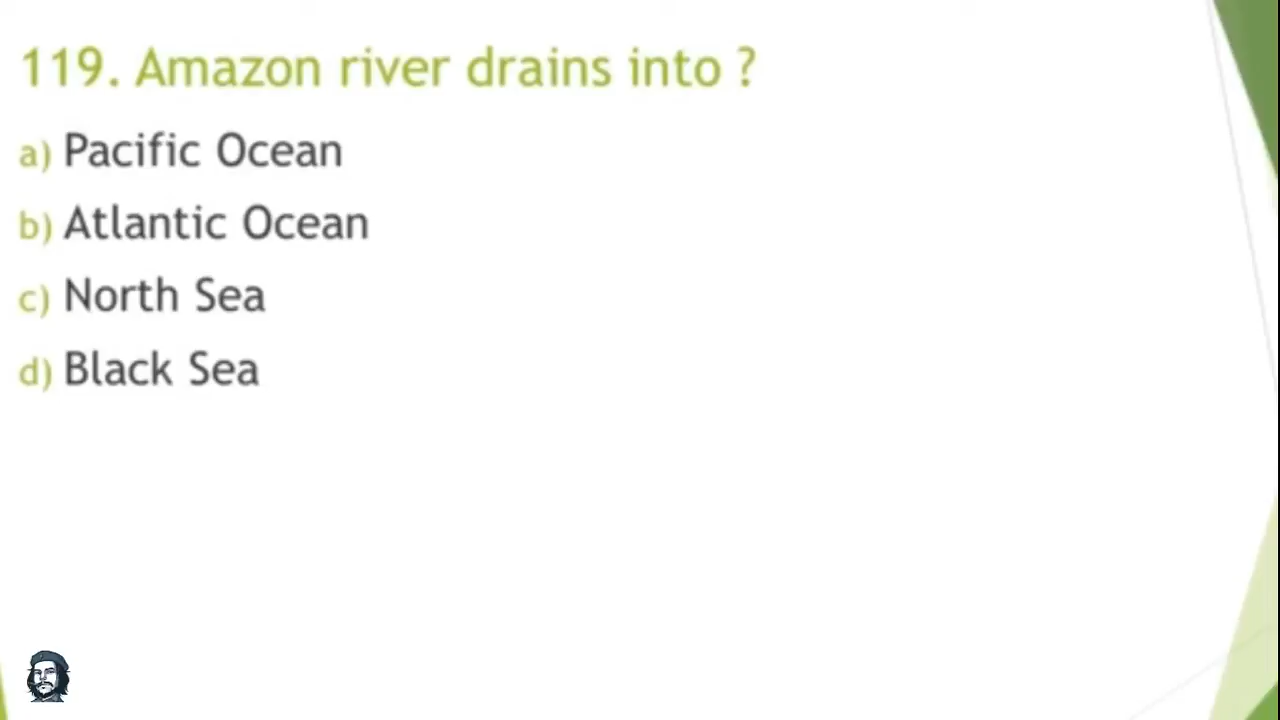 119. Amazon river drains into ?
a) Pacific Ocean
b) Atlantic Ocean
c) North Sea
d) Black Sea